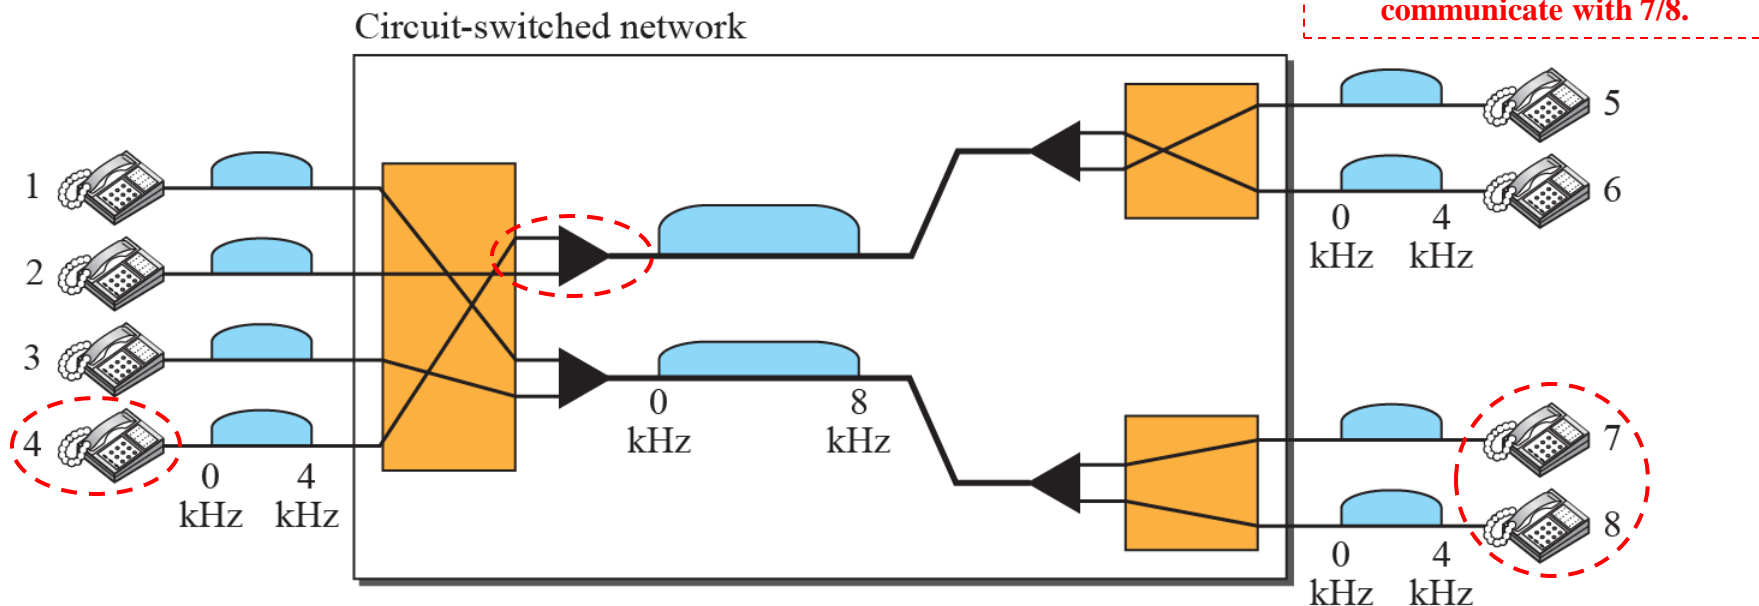 communicate with 7/8.
Circuit-switched network
1
2
3
4
0 4
kHz kHz
0 8
kHz kHz
5
6
0 4
kHz kHz
7
8
0 4
kHz kHz